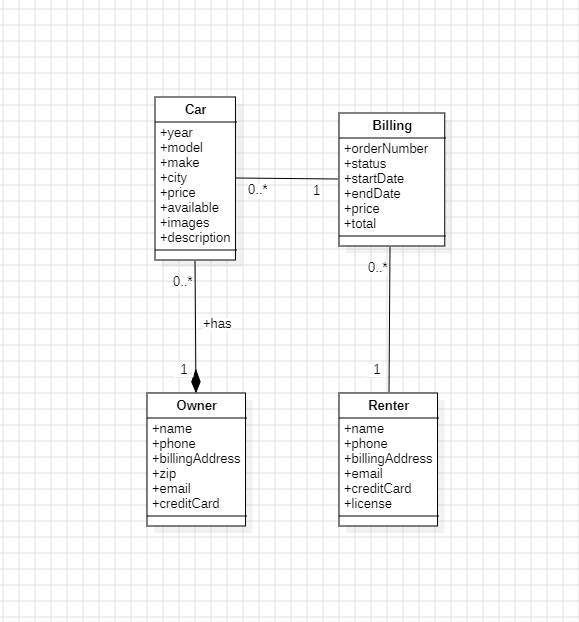 Car
+year
+model
+make
+city
+price
+available
+images
+description
Billing
+orderNumber
+status
+startDate
+endDate
+price
+total
0..*
1
0..*
+has
1
0..*
1
Owner
+name
+phone
+billingAddress
+zip
+email
+creditCard
Renter
+name
+phone
+billingAddress
+email
+creditCard
+license